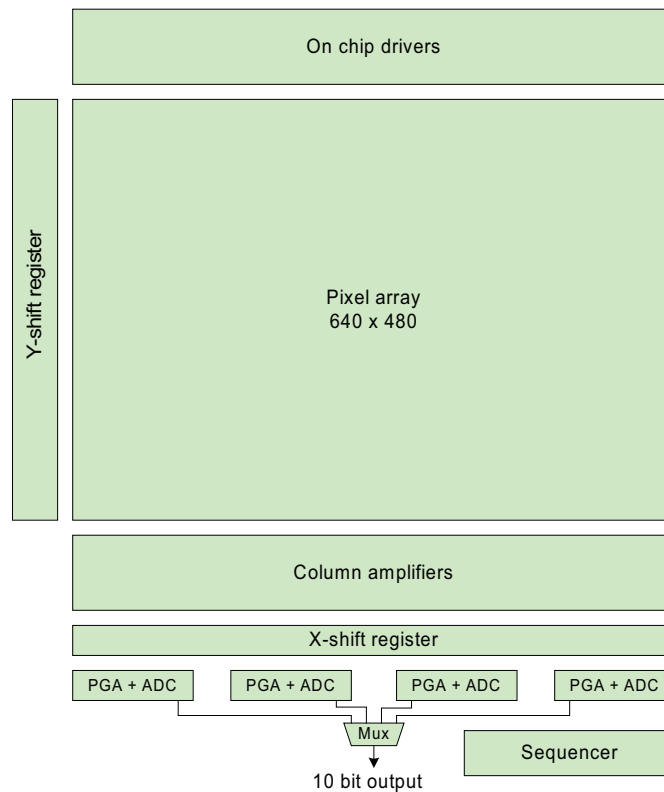 On chip drivers
Y-shift register
Pixel array
640 x 480
Column amplifiers
X-shift register
PGA + ADC
PGA + ADC
PGA + ADC
PGA + ADC
Mux
Sequencer
10 bit output